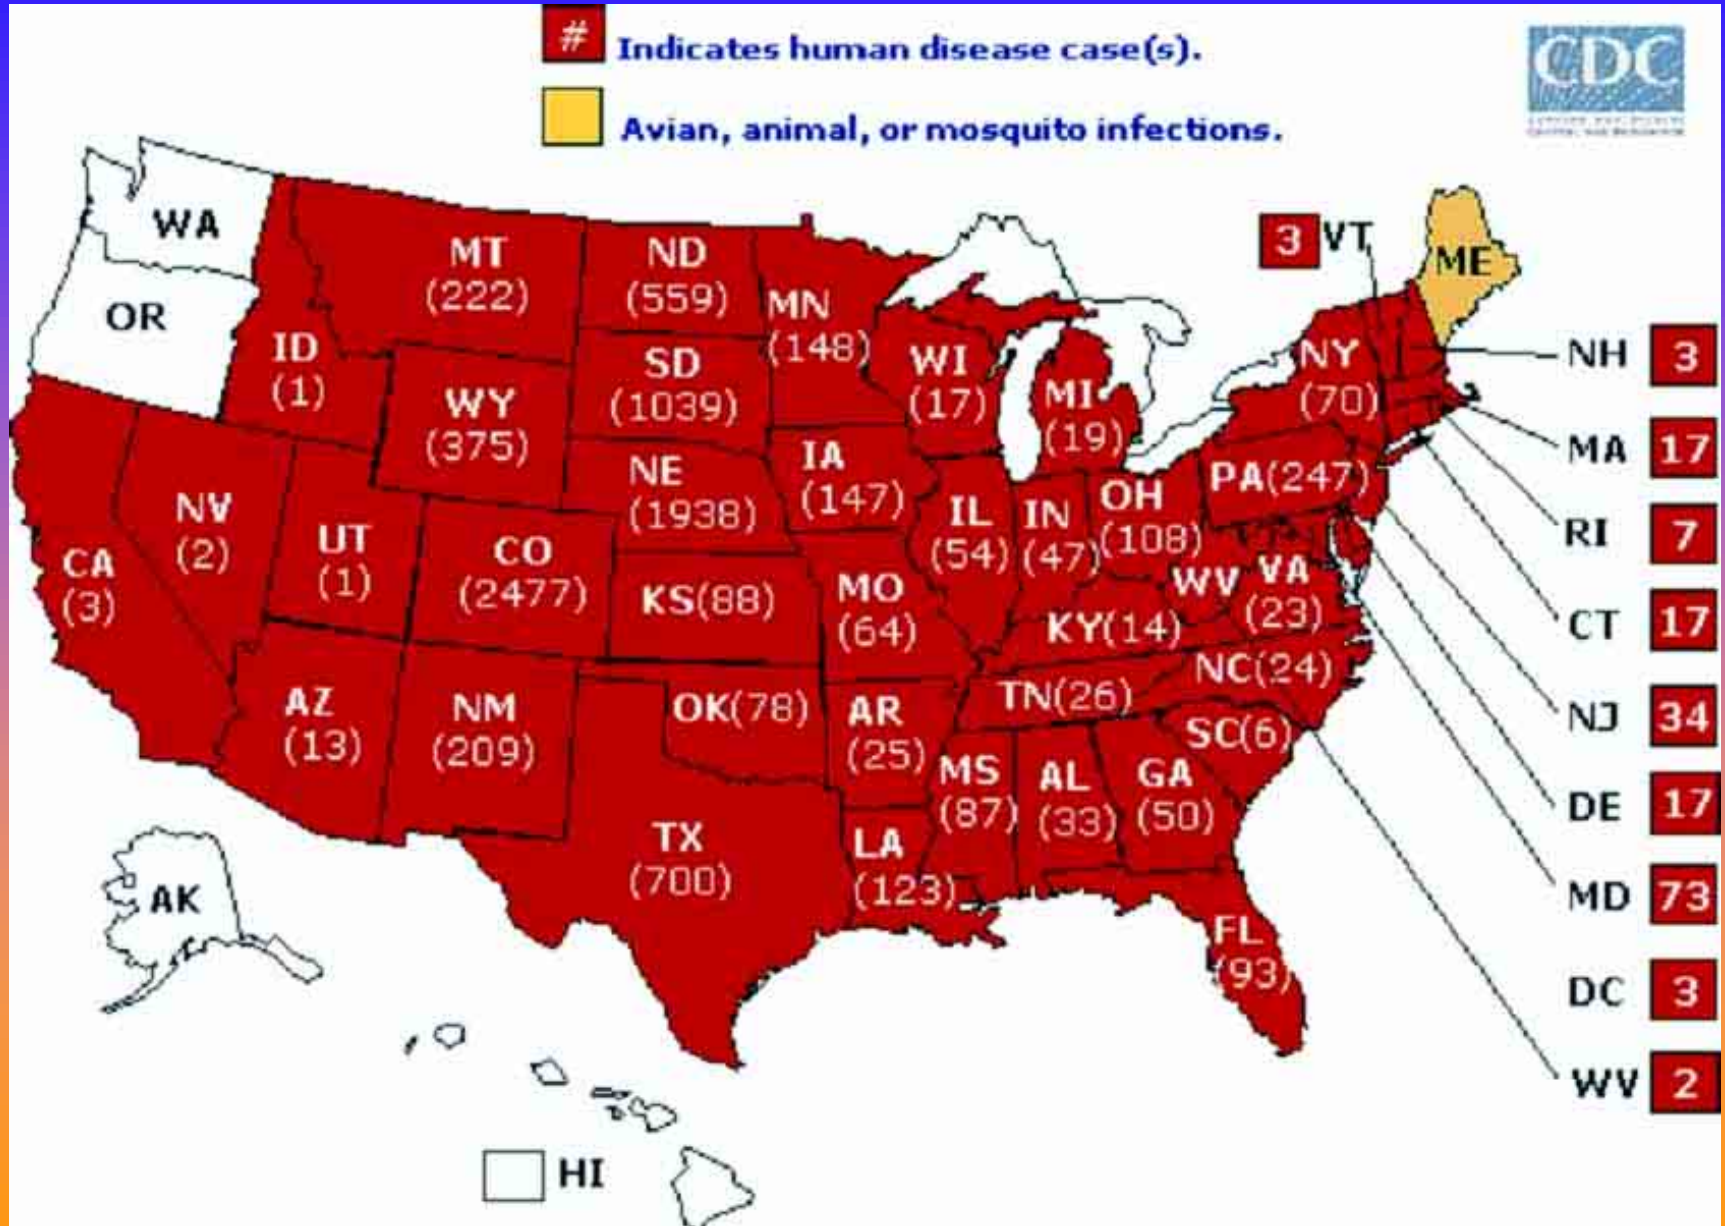 # Indicates human disease case(s).
CDC
Avian, animal, or mosquito infections.
WA
OR
MT
(222)
ND
(559)
MN
(148)
3 VT
ME
ID
(1)
WY
(375)
SD
(1039)
WI
(17)
MI
(19)
NY
(70)
NH 3
NE
(1938)
IA
(147)
MA 17
NV
(2)
UT
(1)
CO
(2477)
IL
(54)
IN
(47)
OH
(108)
PA(247)
RI 7
CA
(3)
KS(88)
MO
(64)
KY(14)
WV
VA
(23)
CT 17
AZ
(13)
NM
(209)
OK(78)
AR
(25)
TN(26)
NC(24)
SC(6)
NJ 34
TX
(700)
LA
(123)
MS
(87)
AL
(33)
GA
(50)
DE 17
AK
FL
(93)
MD 73
DC 3
WV 2
HI